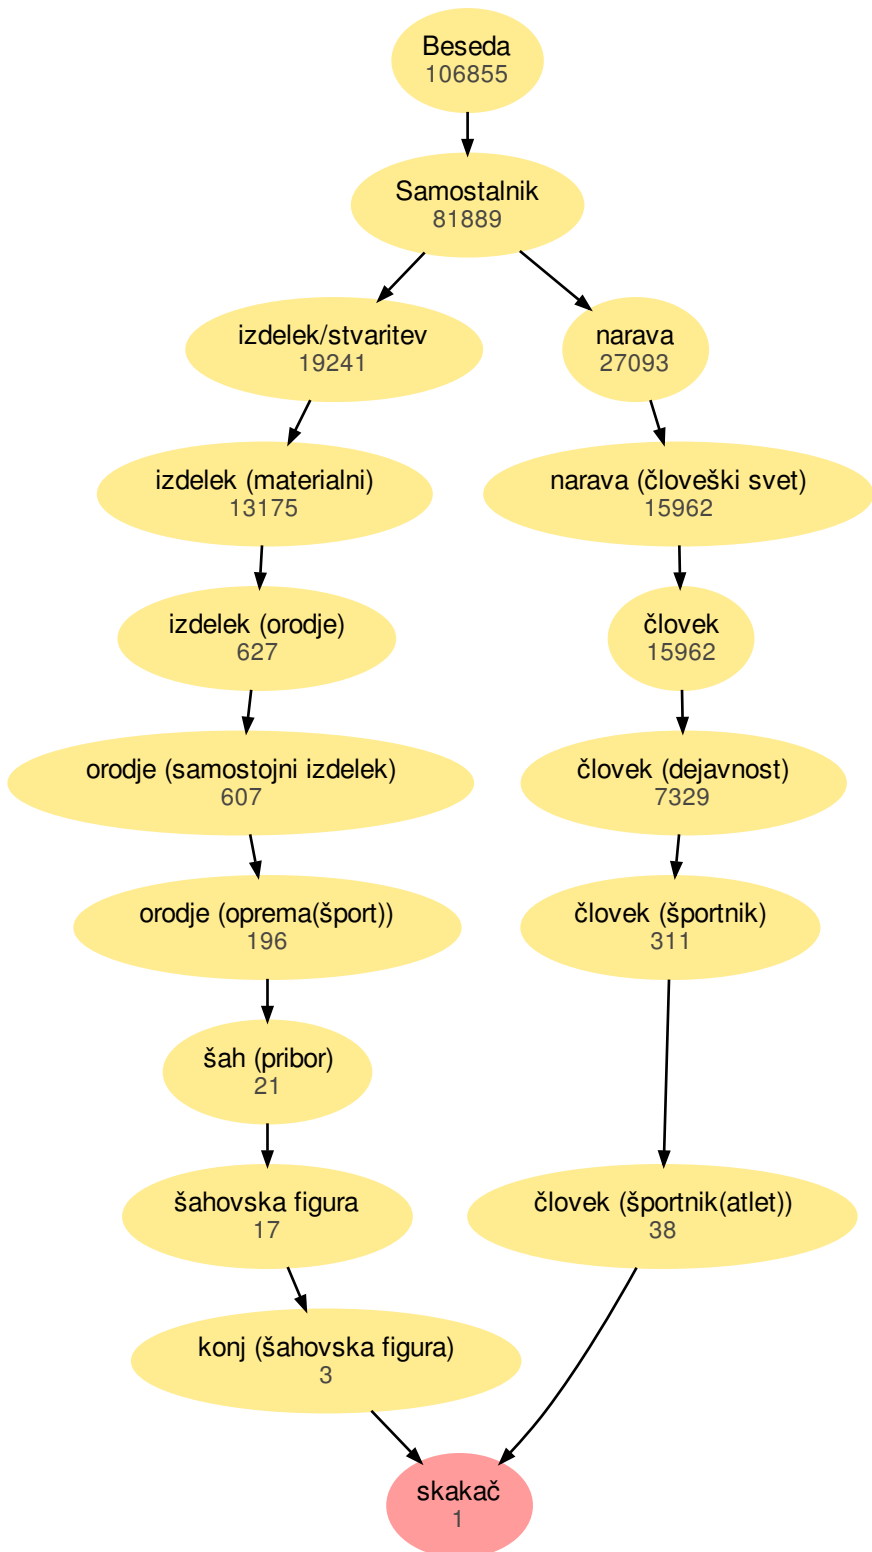 Beseda
106855
Samostalnik
81889
izdelek/stvaritev
19241
narava
27093
izdelek (materialni)
13175
narava (človeški svet)
15962
izdelek (orodje)
627
človek
15962
orodje (samostojni izdelek)
607
človek (dejavnost)
7329
orodje (oprema(šport))
196
človek (športnik)
311
šah (pribor)
21
šahovska figura
17
človek (športnik(atlet))
38
konj (šahovska figura)
3
skakač
1